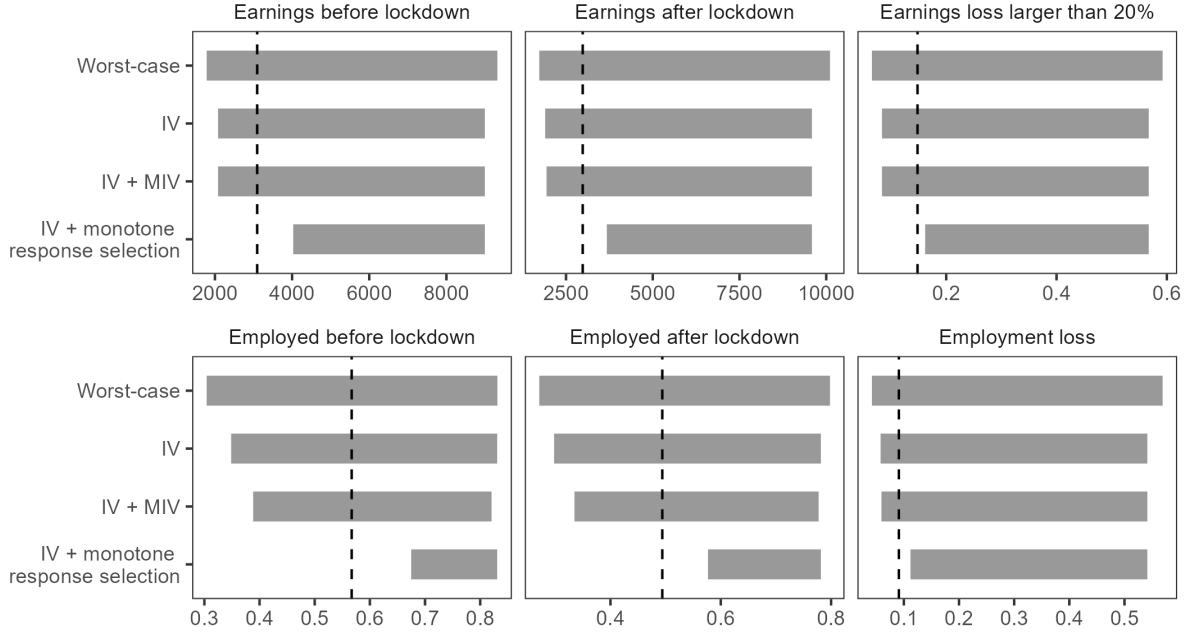 Earnings before lockdown
Earnings after lockdown
Earnings loss larger than 20%
Worst-case
IV
IV + MIV
IV + monotone
response selection
2000 4000 6000 8000
2500 5000 7500 10000
0.2 0.4 0.6
Employed before lockdown
Employed after lockdown
Employment loss
Worst-case
IV
IV + MIV
IV + monotone
response selection
0.3 0.4 0.5 0.6 0.7 0.8
0.4 0.6 0.8
0.1 0.2 0.3 0.4 0.5